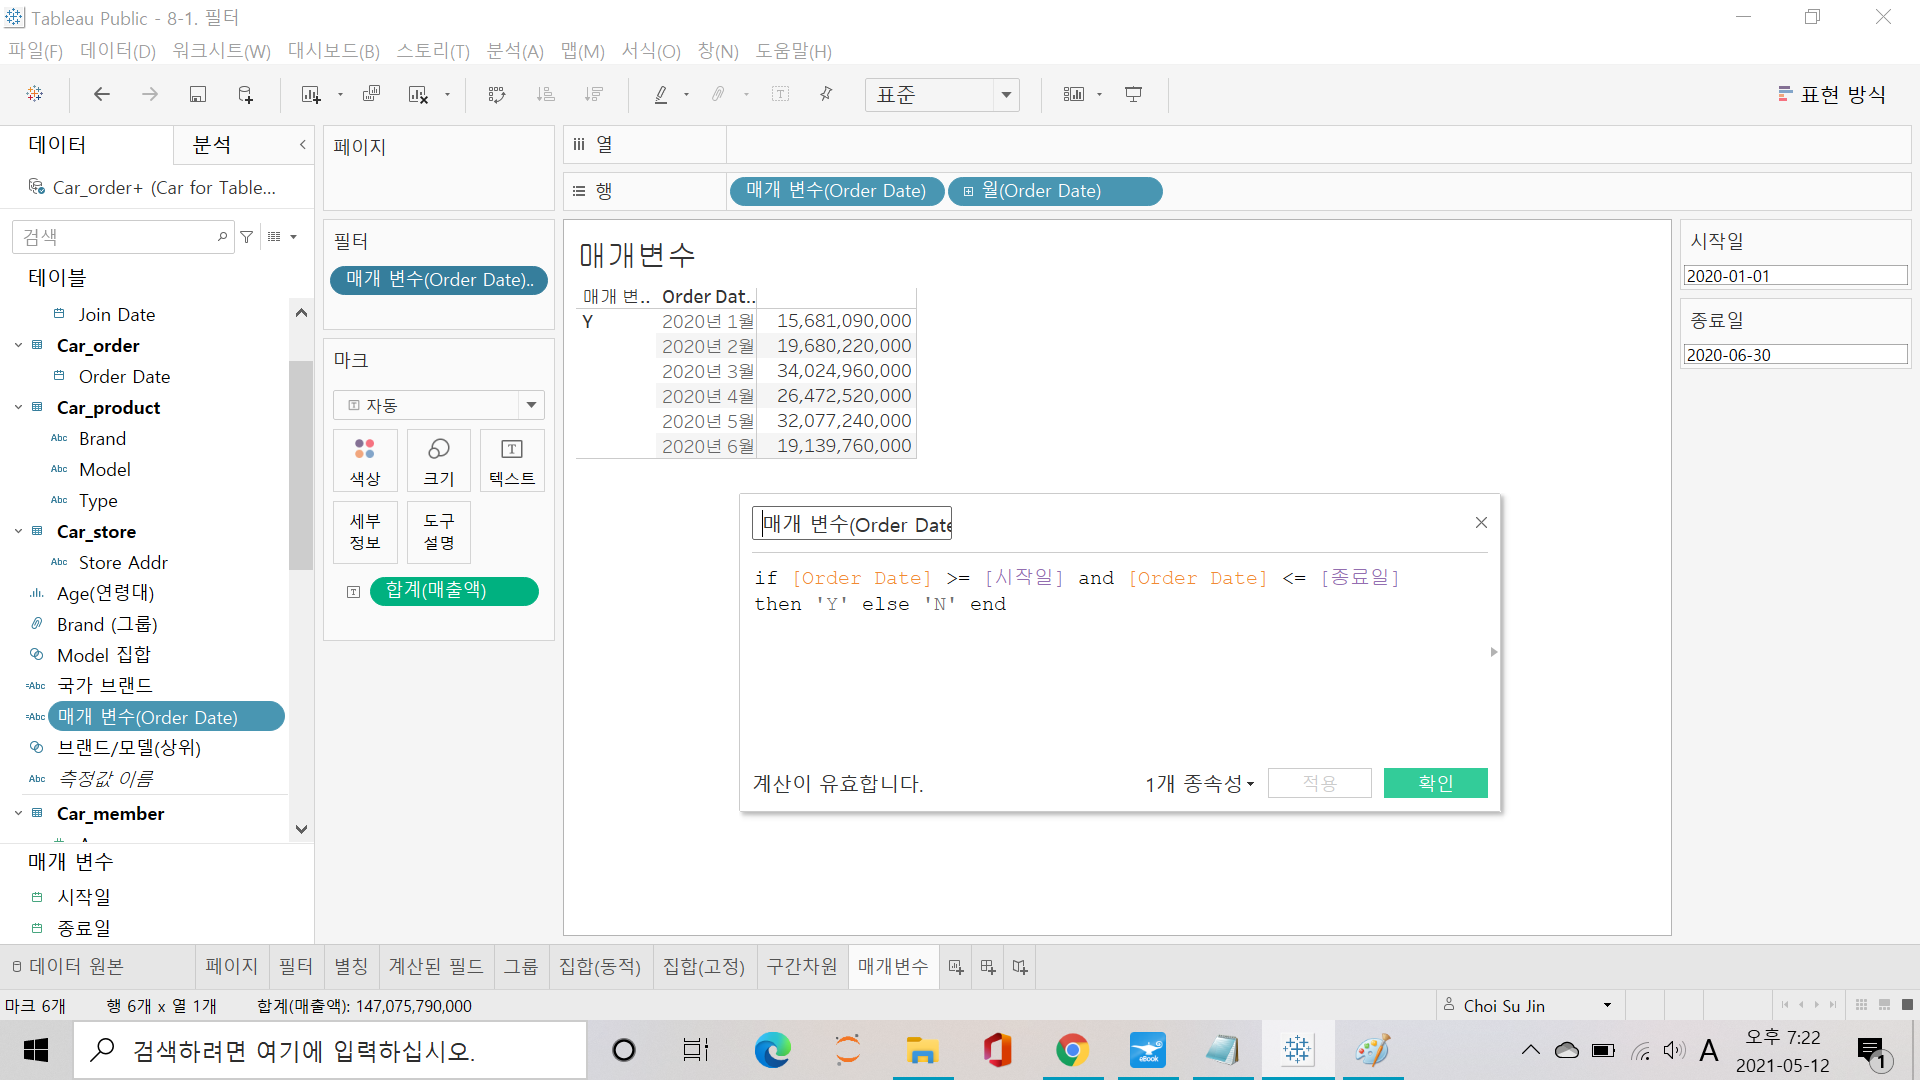 Tableau Public - 8-1. 필터
파일(F) 데이터(D) 워크시트(W) 대시보드(B) 스토리(T) 분석(A) 맵(M) 서식(O) 창(N) 도움말(H)
표준
표현 방식
데이터 분석
Car_order+ (Car for Table...
검색
테이블
Join Date
Car_order
Order Date
Car_product
Abc Brand
Abc Model
Abc Type
Car_store
Abc Store Addr
Age(연령대)
Brand (그룹)
Model 집합
=Abc 국가 브랜드
=Abc 매개 변수(Order Date)
브랜드/모델(상위)
Abc 측정값 이름
Car_member
매개 변수
시작일
종료일
페이지
필터
매개 변수(Order Date)..
마크
자동
색상 크기 텍스트
세부 정보 도구 설명
합계(매출액)
열
행 매개 변수(Order Date) 월(Order Date)
매개변수
매개 변.. Order Dat..
Y 2020년 1월 15,681,090,000
2020년 2월 19,680,220,000
2020년 3월 34,024,960,000
2020년 4월 26,472,520,000
2020년 5월 32,077,240,000
2020년 6월 19,139,760,000
시작일
2020-01-01
종료일
2020-06-30
매개 변수(Order Date
if [Order Date] >= [시작일] and [Order Date] <= [종료일]
then 'Y' else 'N' end
계산이 유효합니다. 1개 종속성 적용 확인
데이터 원본 페이지 필터 별칭 계산된 필드 그룹 집합(동적) 집합(고정) 구간차원 매개변수
마크 6개 행 6개 x 열 1개 합계(매출액): 147,075,790,000 Choi Su Jin
검색하려면 여기에 입력하십시오.
eBook
A
오후 7:22
2021-05-12
1